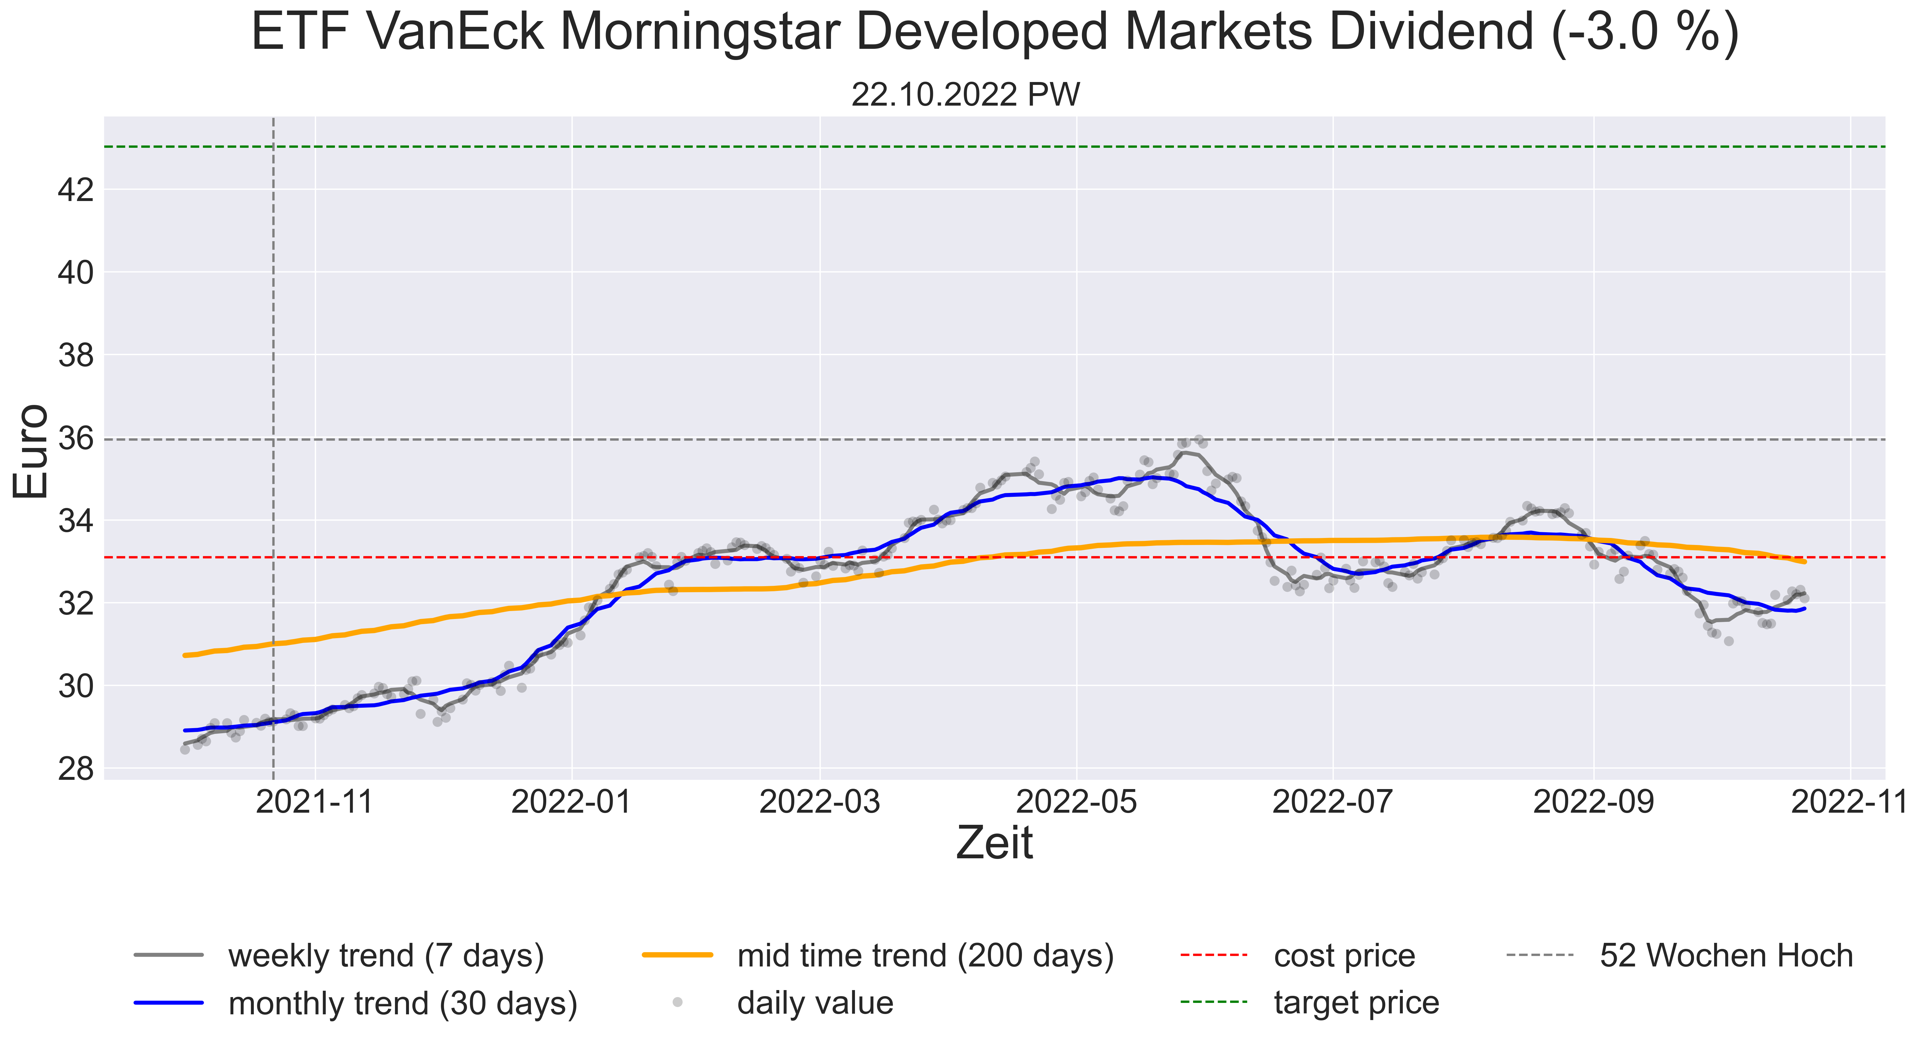 ETF VanEck Morningstar Developed Markets Dividend (-3.0 %)
22.10.2022 PW
Euro
42
40
38
36
34
32
30
28
2021-11 2022-01 2022-03 2022-05 2022-07 2022-09 2022-11
Zeit
weekly trend (7 days) mid time trend (200 days) cost price 52 Wochen Hoch
monthly trend (30 days) daily value target price